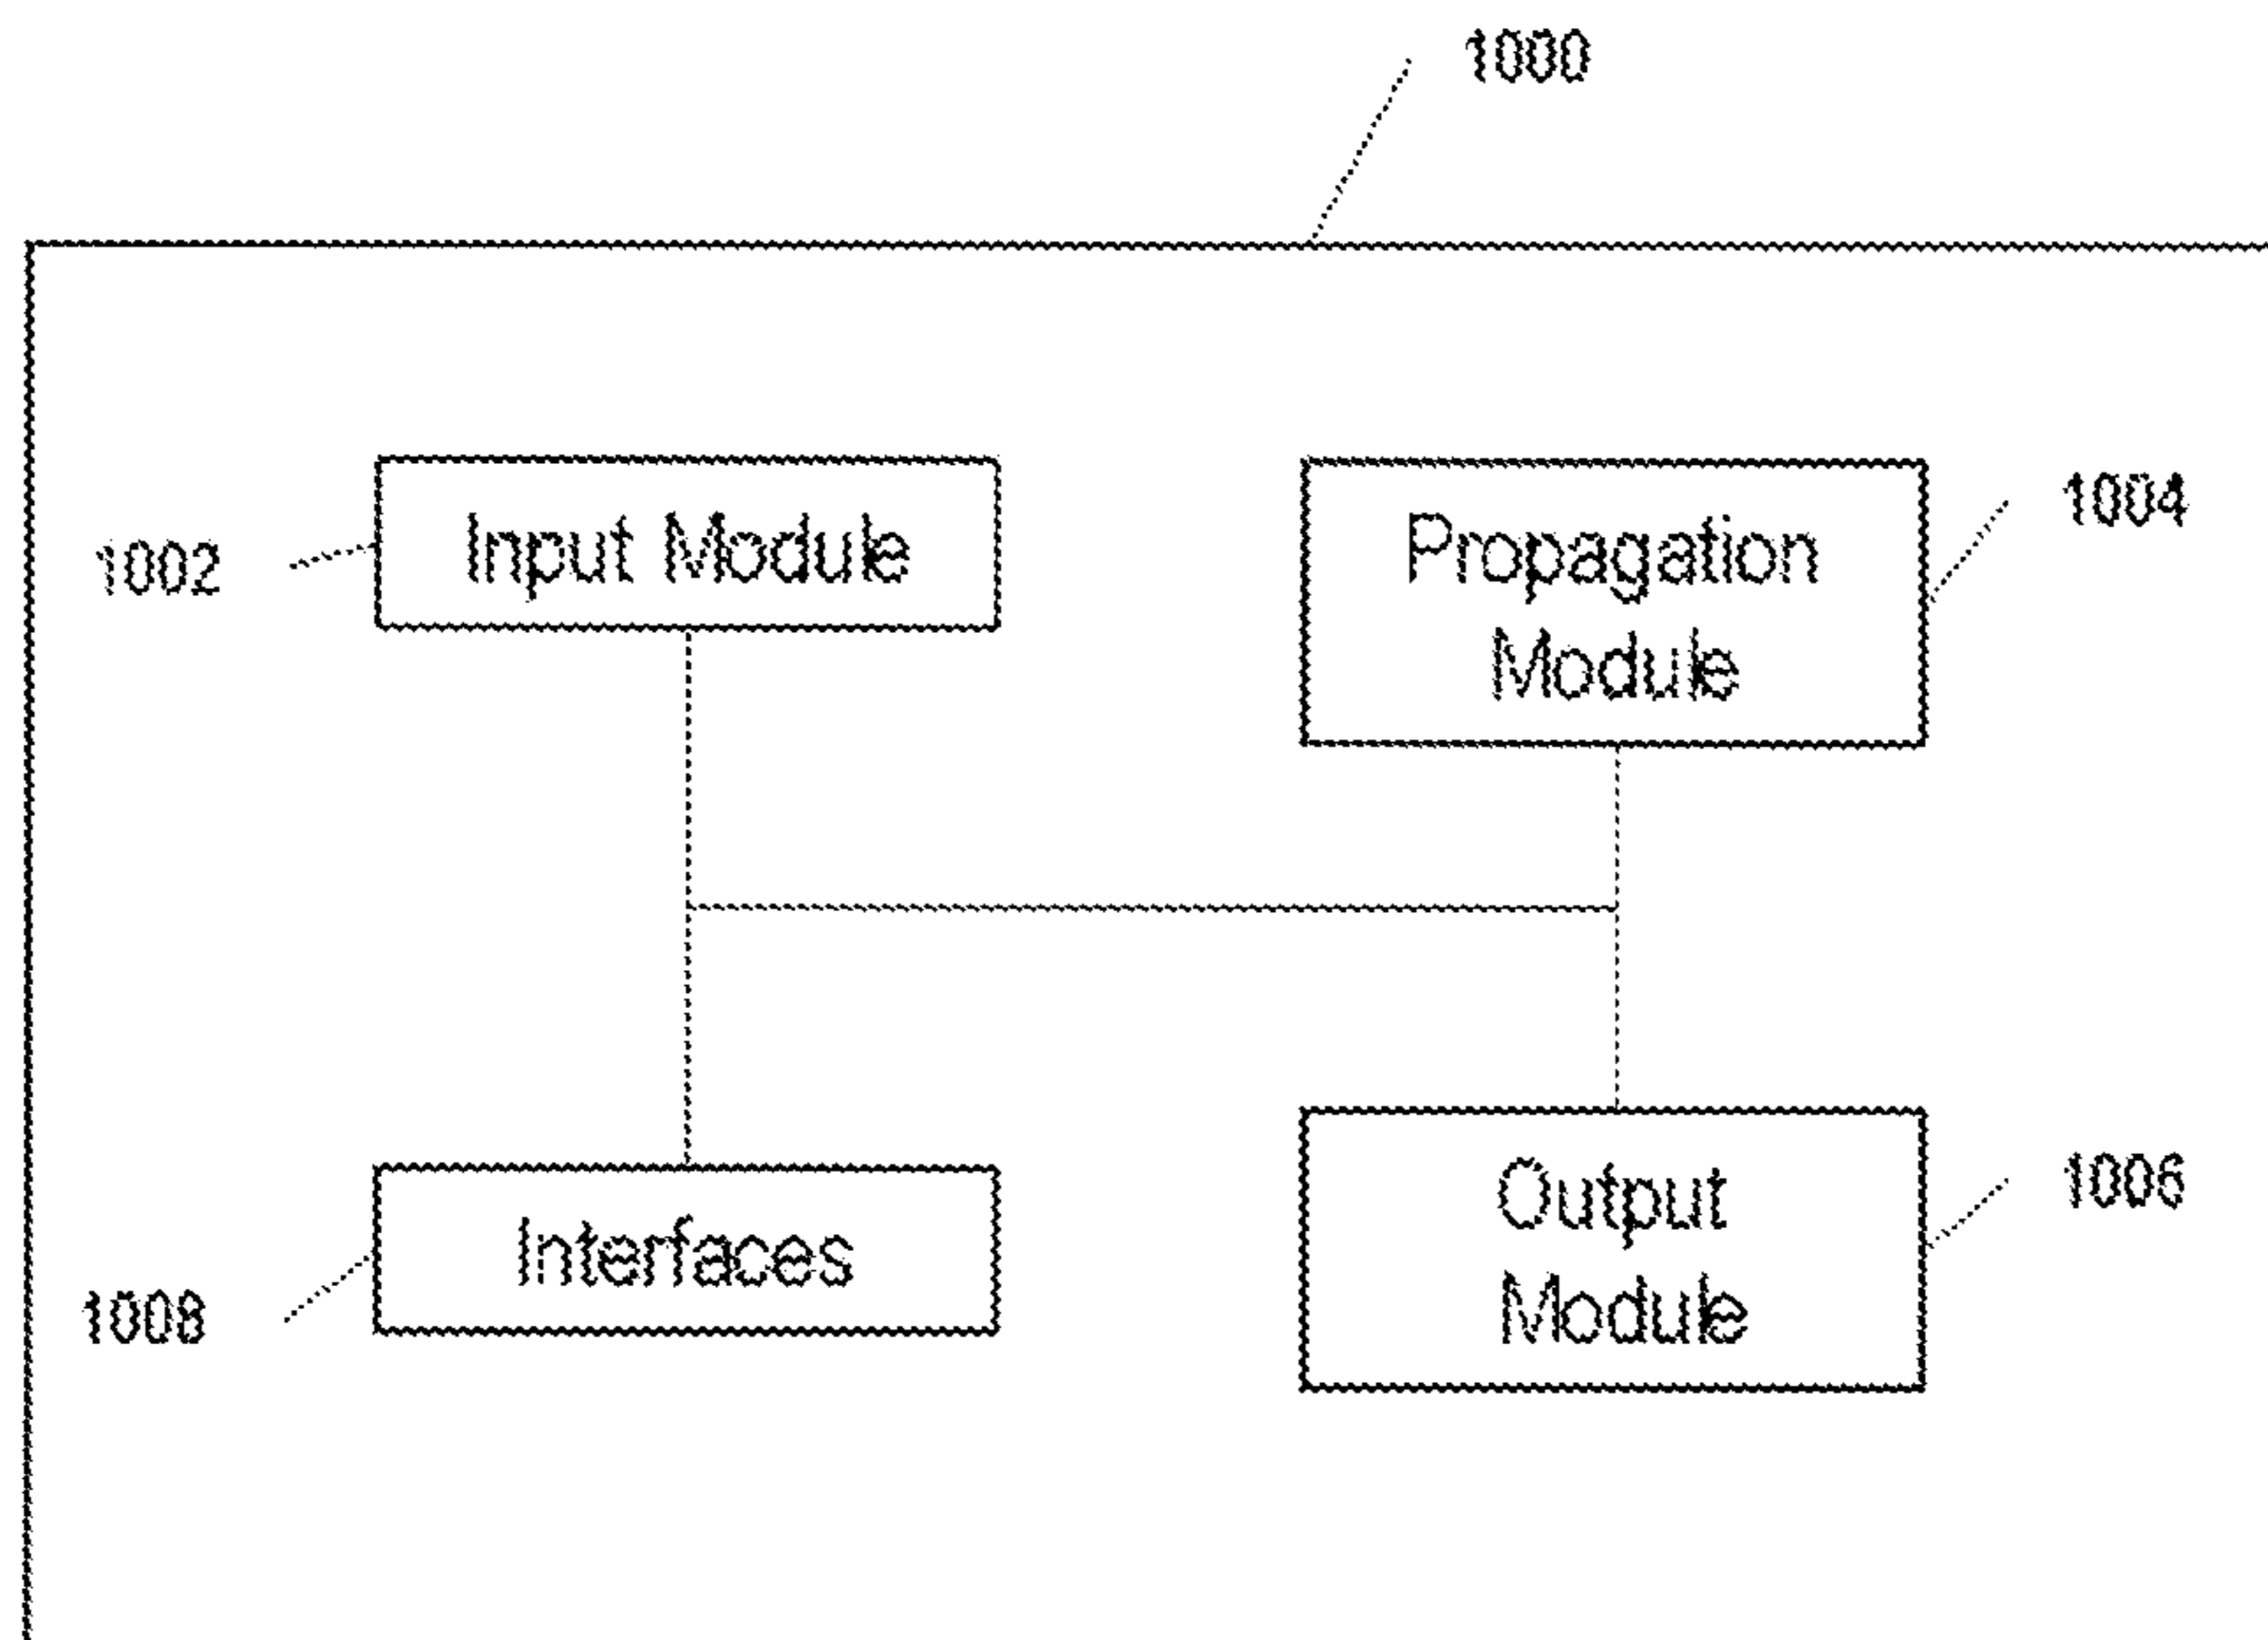 1000
1002
Input Module
Propagation
Module
1004
1008
Interfaces
Output
Module
1006